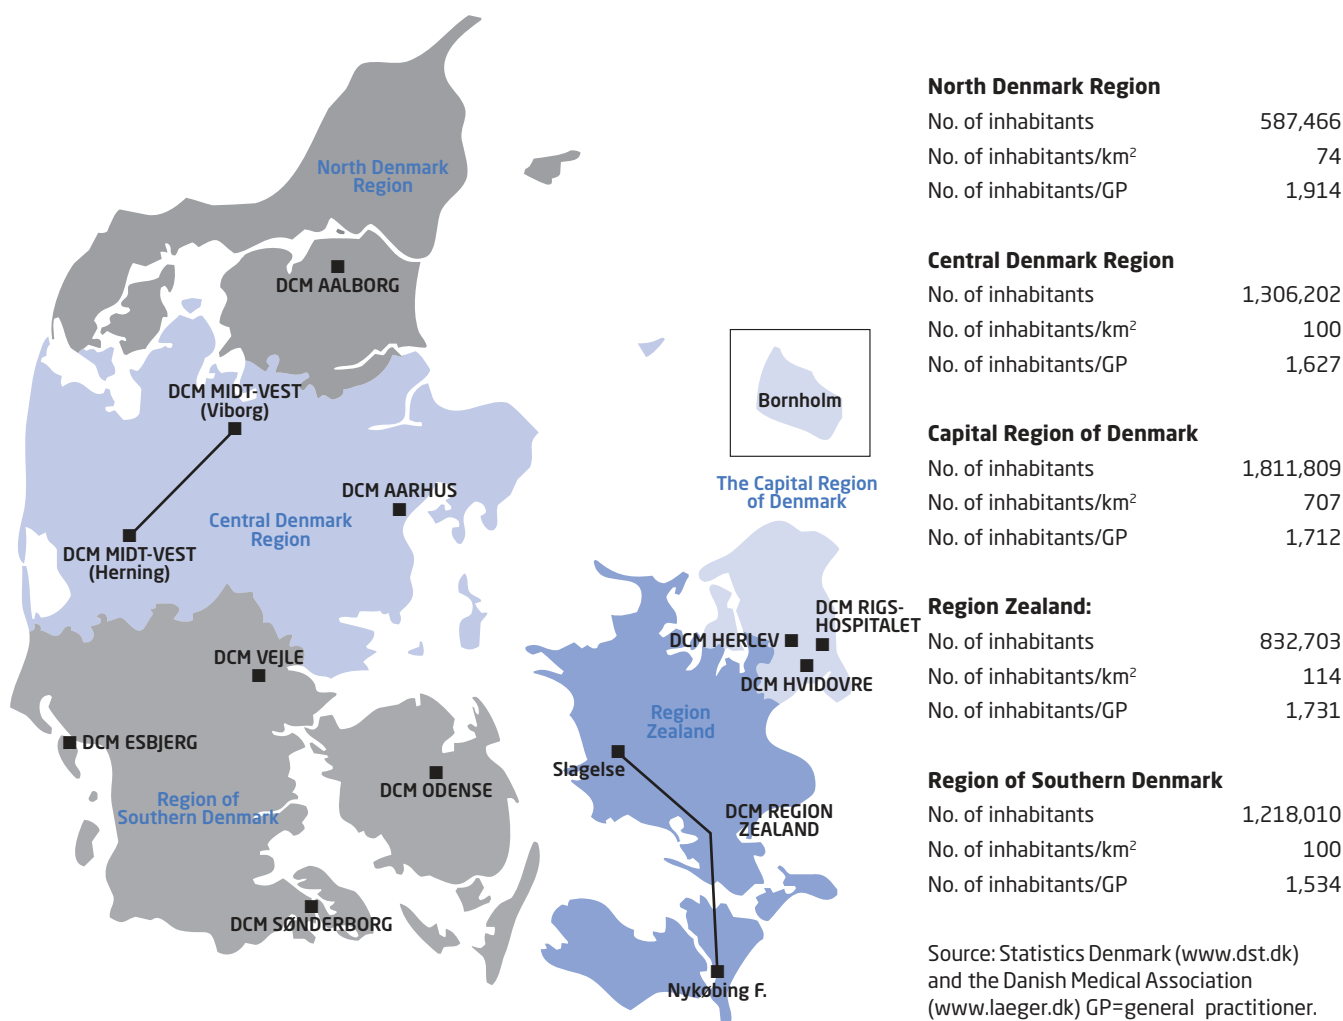 North Denmark
Region
DCM AALBORG
DCM MIDT-VEST
(Viborg)
DCM AARHUS
Central Denmark
Region
DCM MIDT-VEST
(Herning)
DCM VEJLE
DCM ESBJERG
Region of
Southern Denmark
DCM ODENSE
DCM SØNDERBORG
Bornholm
The Capital Region
of Denmark
DCM RIGS-
HOSPITALET
DCM HERLEV
DCM HVIDOVRE
Region
Zealand
Slagelse
DCM REGION
ZEALAND
Nykøbing F.
North Denmark Region
No. of inhabitants 587,466
No. of inhabitants/km² 74
No. of inhabitants/GP 1,914
Central Denmark Region
No. of inhabitants 1,306,202
No. of inhabitants/km² 100
No. of inhabitants/GP 1,627
Capital Region of Denmark
No. of inhabitants 1,811,809
No. of inhabitants/km² 707
No. of inhabitants/GP 1,712
Region Zealand:
No. of inhabitants 832,703
No. of inhabitants/km² 114
No. of inhabitants/GP 1,731
Region of Southern Denmark
No. of inhabitants 1,218,010
No. of inhabitants/km² 100
No. of inhabitants/GP 1,534
Source: Statistics Denmark (www.dst.dk)
and the Danish Medical Association
(www.laeger.dk) GP=general practitioner.